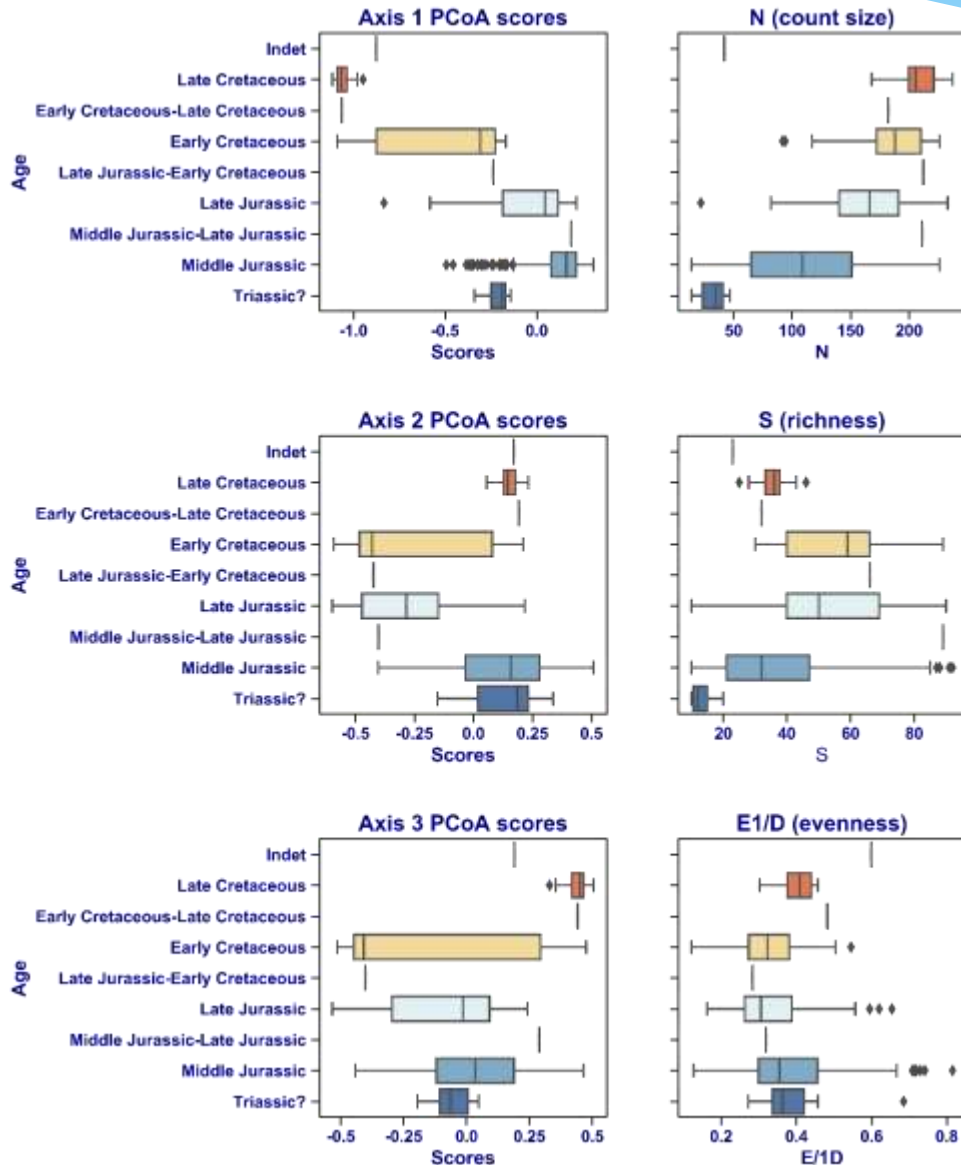 Axis 1 PCoA scores
N (count size)
Age
Indet
Late Cretaceous
Early Cretaceous-Late Cretaceous
Early Cretaceous
Late Jurassic-Early Cretaceous
Late Jurassic
Middle Jurassic-Late Jurassic
Middle Jurassic
Triassic?
-1.0 -0.5 0.0
50 100 150 200
Scores
N
Axis 2 PCoA scores
S (richness)
Age
Indet
Late Cretaceous
Early Cretaceous-Late Cretaceous
Early Cretaceous
Late Jurassic-Early Cretaceous
Late Jurassic
Middle Jurassic-Late Jurassic
Middle Jurassic
Triassic?
-0.5 -0.25 0.0 0.25 0.5
20 40 60 80
Scores
S
Axis 3 PCoA scores
E1/D (evenness)
Age
Indet
Late Cretaceous
Early Cretaceous-Late Cretaceous
Early Cretaceous
Late Jurassic-Early Cretaceous
Late Jurassic
Middle Jurassic-Late Jurassic
Middle Jurassic
Triassic?
-0.5 -0.25 0.0 0.25 0.5
0.2 0.4 0.6 0.8
Scores
E/1D